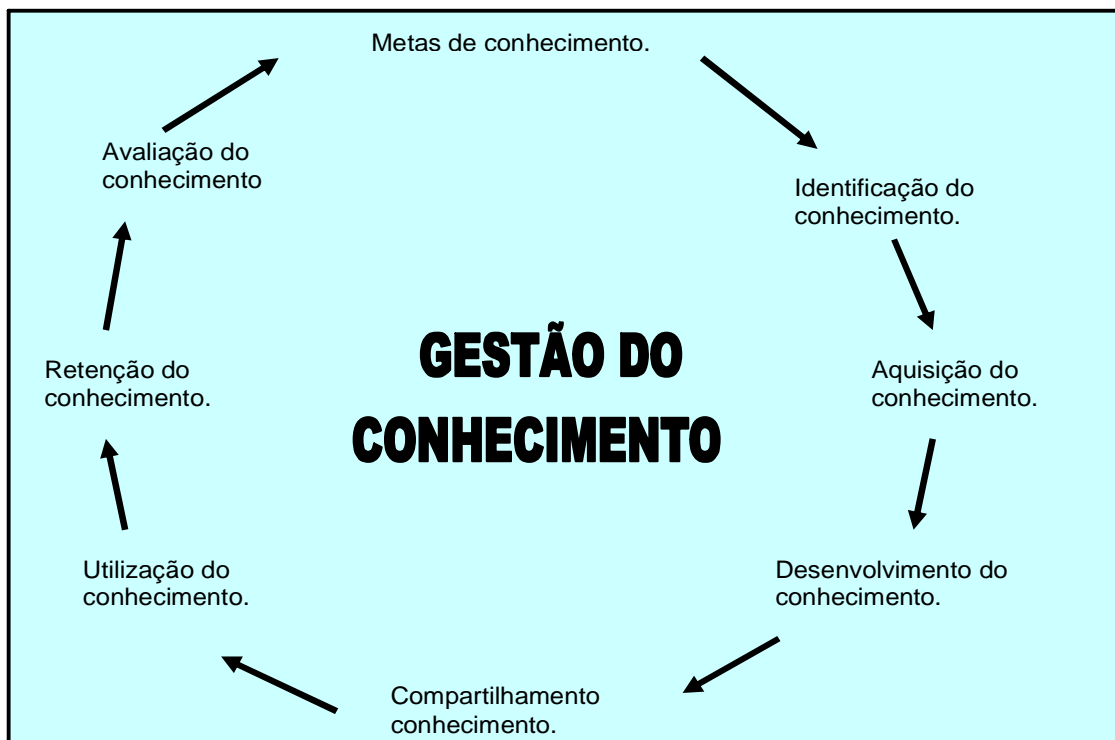 Metas de conhecimento.
Avaliação do
conhecimento
Identificação do
conhecimento.
GESTÃO DO
CONHECIMENTO
Retenção do
conhecimento.
Aquisição do
conhecimento.
Utilização do
conhecimento.
Desenvolvimento do
conhecimento.
Compartilhamento
conhecimento.